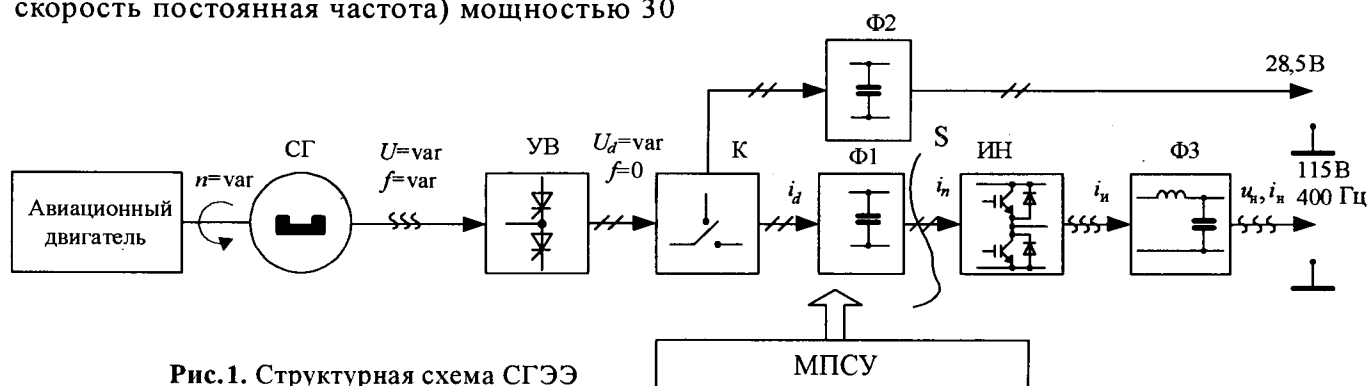 скорость постоянная частота) мощностью 30
Ф2
28,5В
СГ
U=var
f=var
УВ
U_d=var
f=0
К
Ф1
S
ИН
Ф3
n=var
i_d
i_п
i_и
u_н, i_н
115В
400 Гц
Авиационный
двигатель
МПСУ
Рис.1. Структурная схема СГЭЭ